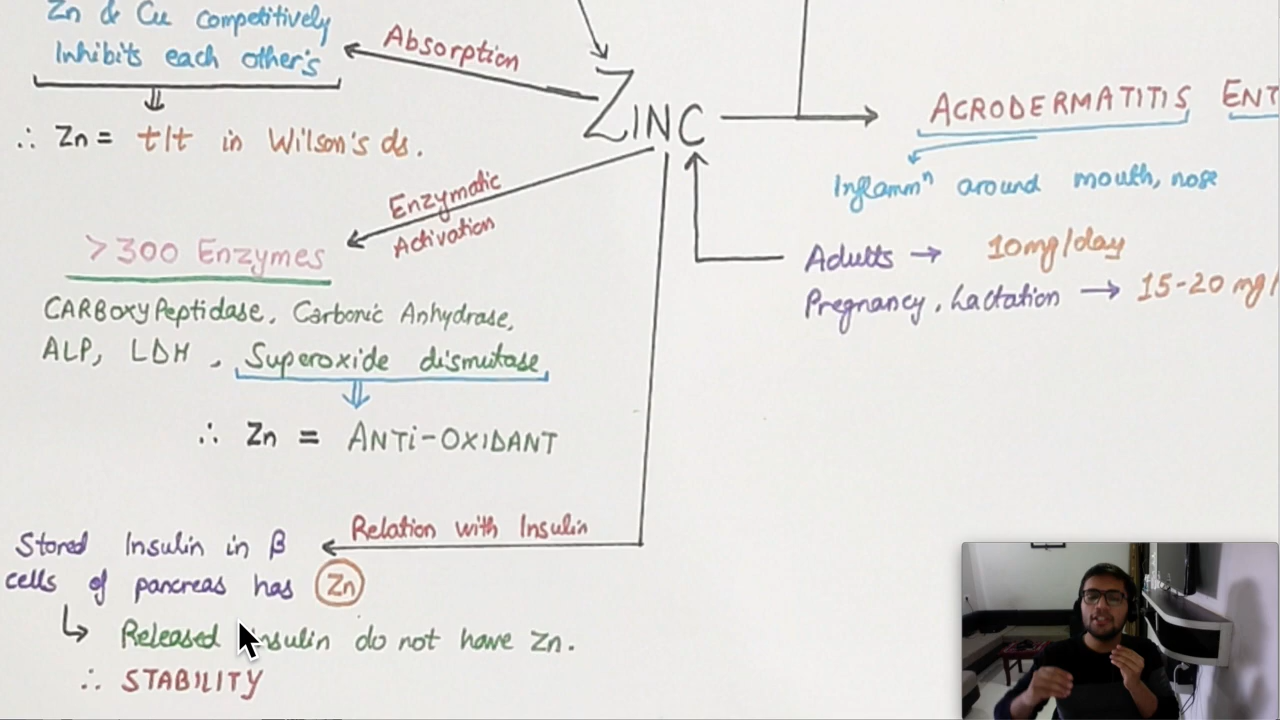 Zn & Cu competitively
Inhibits each other's
∴ Zn = t/t in Wilson's ds.
Absorption
ZINC
Enzymatic
Activation
>300 Enzymes
CARBoxyPeptidase, Carbonic Anhydrase,
ALP, LDH, Superoxide dismutase
∴ Zn = ANTi-OXIDANT
Relation with Insulin
Stored Insulin in β
cells of pancreas has Zn
Released Insulin do not have Zn.
∴ STABILITY
ACRODERMATITIS ENT
Inflammⁿ around mouth, nose
Adults → 10mg/day
Pregnancy, Lactation → 15-20 mg/